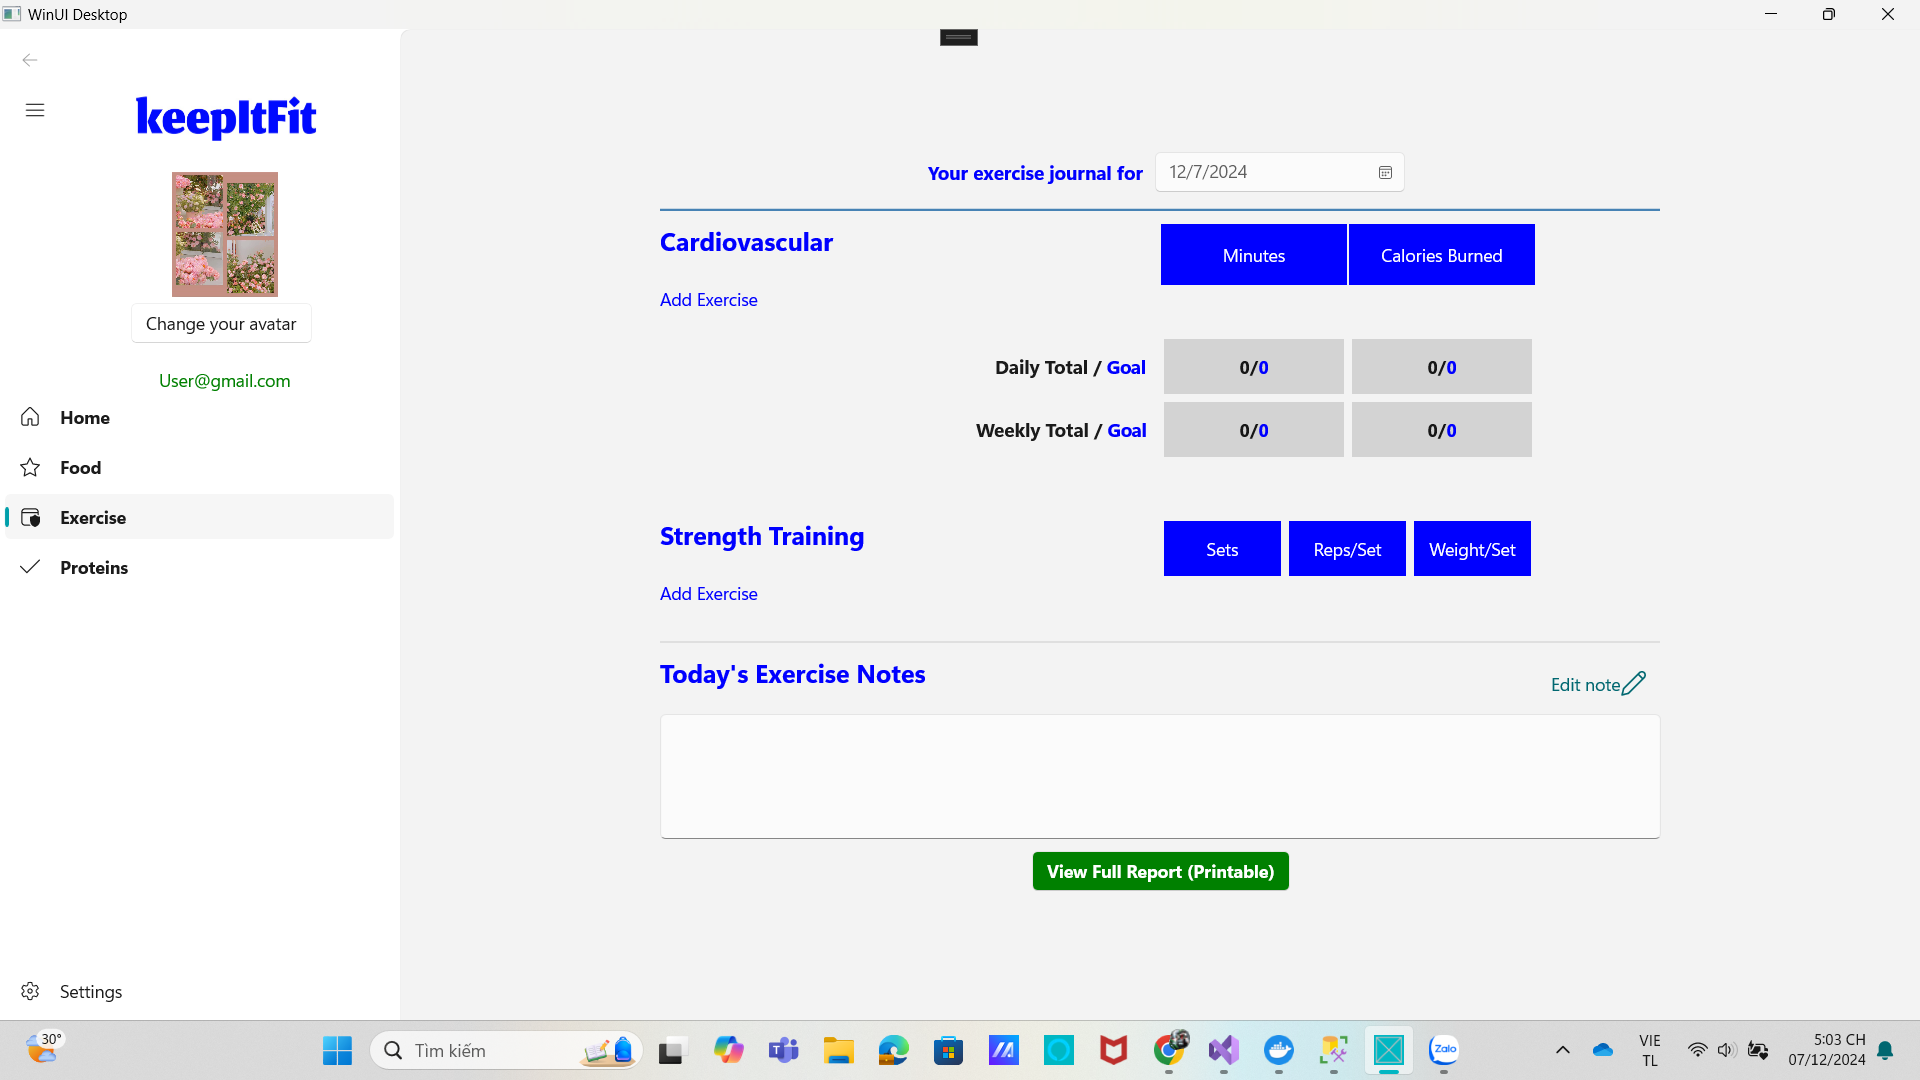 WinUI Desktop
keepItFit
Change your avatar
User@gmail.com
Home
Food
Exercise
Proteins
Settings
Your exercise journal for 12/7/2024
Cardiovascular Minutes Calories Burned
Add Exercise
Daily Total / Goal 0/0 0/0
Weekly Total / Goal 0/0 0/0
Strength Training Sets Reps/Set Weight/Set
Add Exercise
Today's Exercise Notes
Edit note
View Full Report (Printable)
30°
Tìm kiếm
Zalo
VIE
TL
5:03 CH
07/12/2024